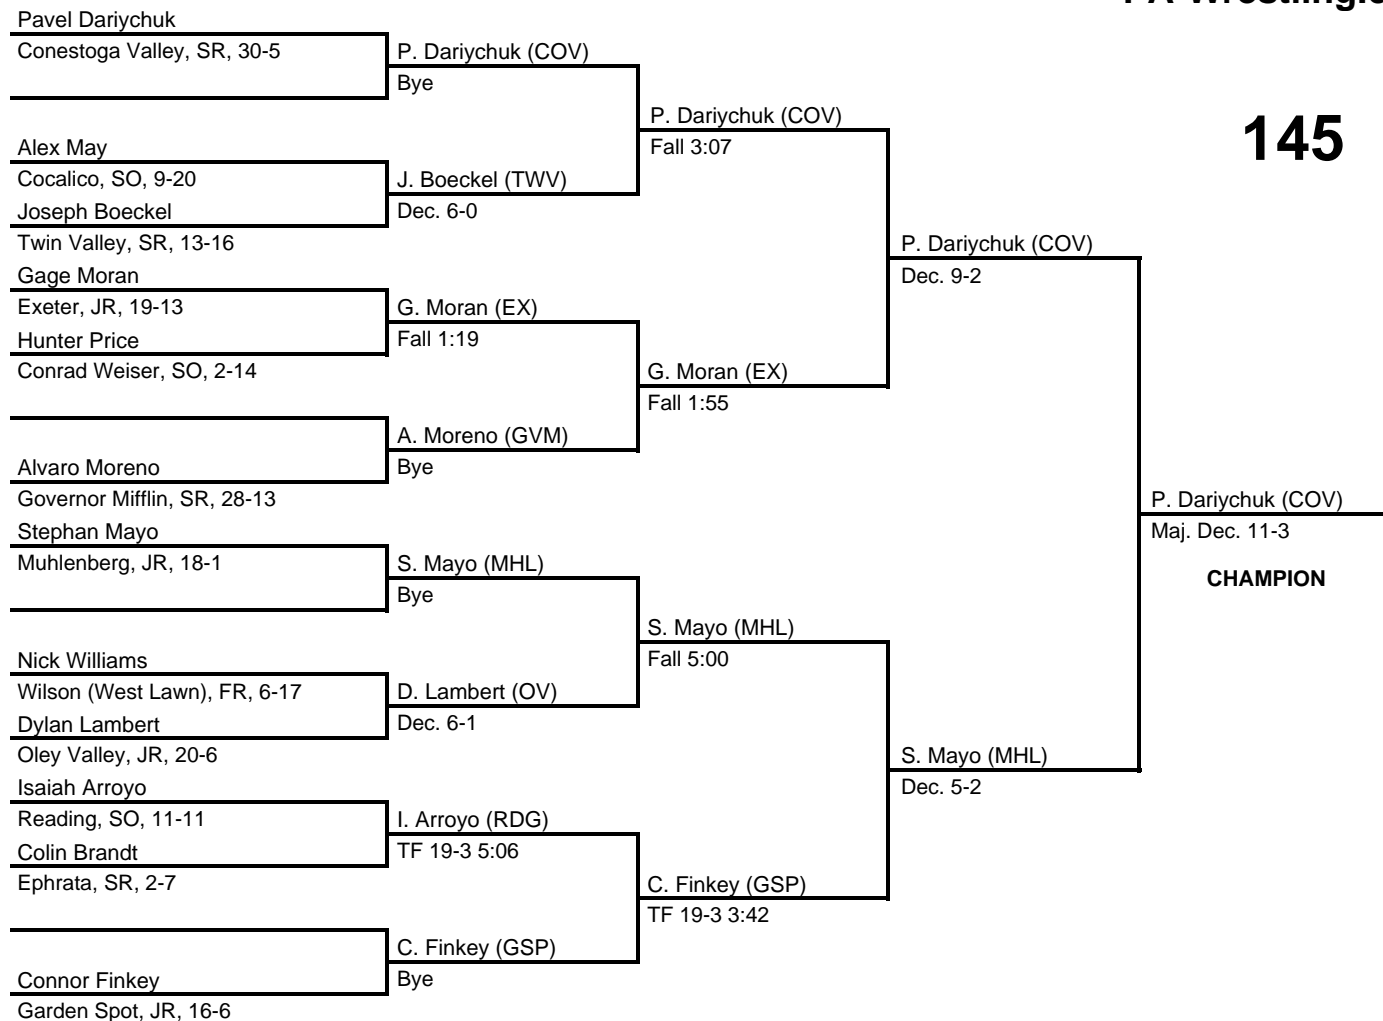 Pavel Dariychuk
Conestoga Valley, SR, 30-5
P. Dariychuk (COV)
Bye
P. Dariychuk (COV)
Fall 3:07
145
Alex May
Cocalico, SO, 9-20
Joseph Boeckel
Twin Valley, SR, 13-16
J. Boeckel (TWV)
Dec. 6-0
P. Dariychuk (COV)
Dec. 9-2
Gage Moran
Exeter, JR, 19-13
Hunter Price
Conrad Weiser, SO, 2-14
G. Moran (EX)
Fall 1:19
G. Moran (EX)
Fall 1:55
A. Moreno (GVM)
Bye
Alvaro Moreno
Governor Mifflin, SR, 28-13
P. Dariychuk (COV)
Maj. Dec. 11-3
CHAMPION
Stephan Mayo
Muhlenberg, JR, 18-1
S. Mayo (MHL)
Bye
S. Mayo (MHL)
Fall 5:00
Nick Williams
Wilson (West Lawn), FR, 6-17
Dylan Lambert
Oley Valley, JR, 20-6
D. Lambert (OV)
Dec. 6-1
S. Mayo (MHL)
Dec. 5-2
Isaiah Arroyo
Reading, SO, 11-11
Colin Brandt
Ephrata, SR, 2-7
I. Arroyo (RDG)
TF 19-3 5:06
C. Finkey (GSP)
TF 19-3 3:42
C. Finkey (GSP)
Bye
Connor Finkey
Garden Spot, JR, 16-6